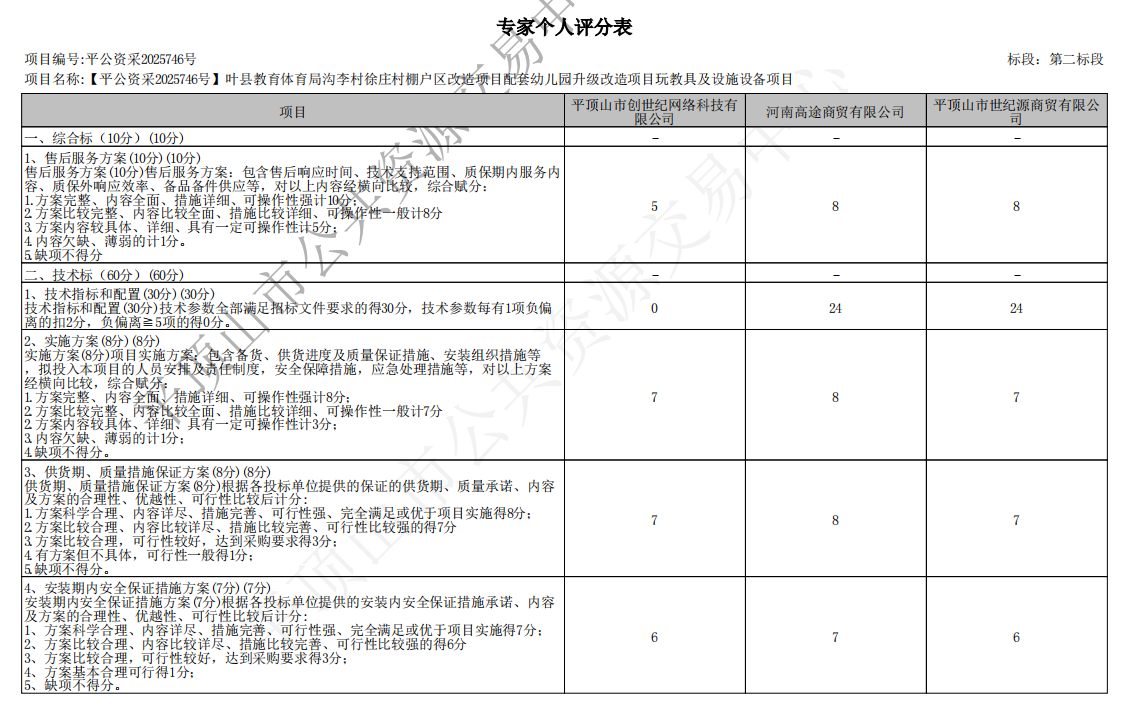 专家个人评分表
项目编号:平公资采2025746号
标段：第二标段
项目名称:【平公资采2025746号】叶县教育体育局沟李村徐庄村棚户区改造项目配套幼儿园升级改造项目玩教具及设施设备项目
项目
平顶山市创世纪网络科技有
限公司
河南高途商贸有限公司
平顶山市世纪源商贸有限公
司
一、综合标（10分）(10分)
-
-
-
1、售后服务方案(10分)(10分)
售后服务方案(10分)售后服务方案：包含售后响应时间、技术支持范围、质保期内服务内
容、质保外响应效率、备品备件供应等，对以上内容经横向比较，综合赋分：
1.方案完整、内容全面、措施详细、可操作性强计10分；
2.方案比较完整、内容比较全面、措施比较详细、可操作性一般计8分
3.方案内容较具体、详细、具有一定可操作性计5分；
4.内容欠缺、薄弱的计1分。
5.缺项不得分
5
8
8
二、技术标（60分）(60分)
-
-
-
1、技术指标和配置(30分)(30分)
技术指标和配置(30分)技术参数全部满足招标文件要求的得30分，技术参数每有1项负偏
离的扣2分，负偏离≧5项的得0分。
0
24
24
2、实施方案(8分)(8分)
实施方案(8分)项目实施方案：包含备货、供货进度及质量保证措施、安装组织措施等
，拟投入本项目的人员安排及责任制度，安全保障措施，应急处理措施等，对以上方案
经横向比较，综合赋分：
1.方案完整、内容全面、措施详细、可操作性强计8分；
2.方案比较完整、内容比较全面、措施比较详细、可操作性一般计7分
2.方案内容较具体、详细、具有一定可操作性计3分；
3.内容欠缺、薄弱的计1分；
4.缺项不得分。
7
8
7
3、供货期、质量措施保证方案(8分)(8分)
供货期、质量措施保证方案(8分)根据各投标单位提供的保证的供货期、质量承诺、内容
及方案的合理性、优越性、可行性比较后计分:
1.方案科学合理、内容详尽、措施完善、可行性强、完全满足或优于项目实施得8分；
2.方案比较合理、内容比较详尽、措施比较完善、可行性比较强的得7分
3.方案比较合理，可行性较好，达到采购要求得3分；
4.有方案但不具体，可行性一般得1分；
5.缺项不得分。
7
8
7
4、安装期内安全保证措施方案(7分)(7分)
安装期内安全保证措施方案(7分)根据各投标单位提供的安装内安全保证措施承诺、内容
及方案的合理性、优越性、可行性比较后计分:
1、方案科学合理、内容详尽、措施完善、可行性强、完全满足或优于项目实施得7分；
2、方案比较合理、内容比较详尽、措施比较完善、可行性比较强的得6分
3、方案比较合理，可行性较好，达到采购要求得3分；
4、方案基本合理可行得1分；
5、缺项不得分。
6
7
6
平顶山市公共资源交易中
顶山市公共资源交易中心